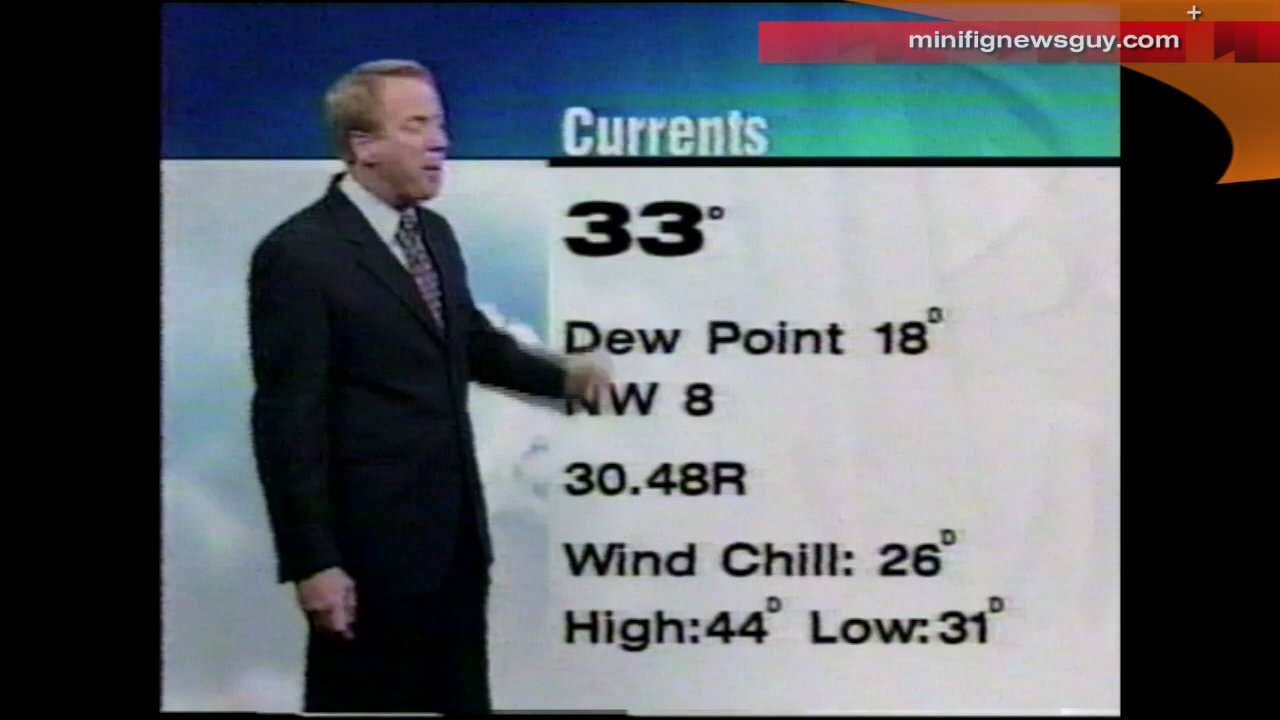 minifignewsguy.com
Currents
33°
Dew Point 18°
NW 8
30.48R
Wind Chill: 26°
High:44° Low:31°